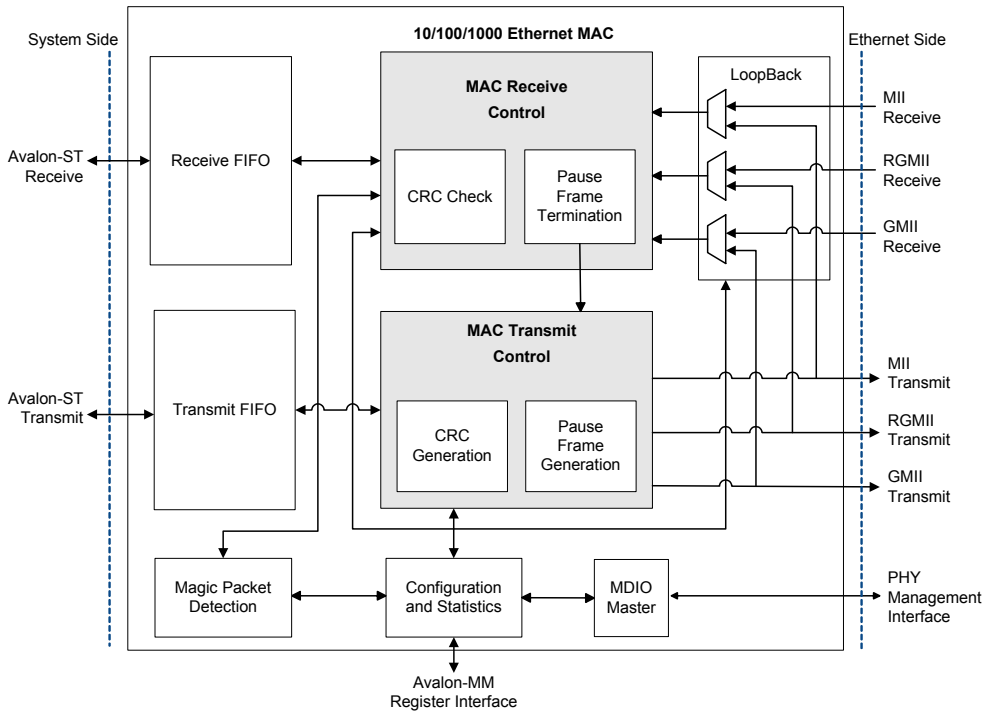 10/100/1000 Ethernet MAC
System Side
Ethernet Side
MAC Receive
Control
LoopBack
MII
Receive
Avalon-ST
Receive
Receive FIFO
CRC Check
Pause
Frame
Termination
RGMII
Receive
GMII
Receive
MAC Transmit
Control
MII
Transmit
Avalon-ST
Transmit
Transmit FIFO
CRC
Generation
Pause
Frame
Generation
RGMII
Transmit
GMII
Transmit
Magic Packet
Detection
Configuration
and Statistics
MDIO
Master
PHY
Management
Interface
Avalon-MM
Register Interface